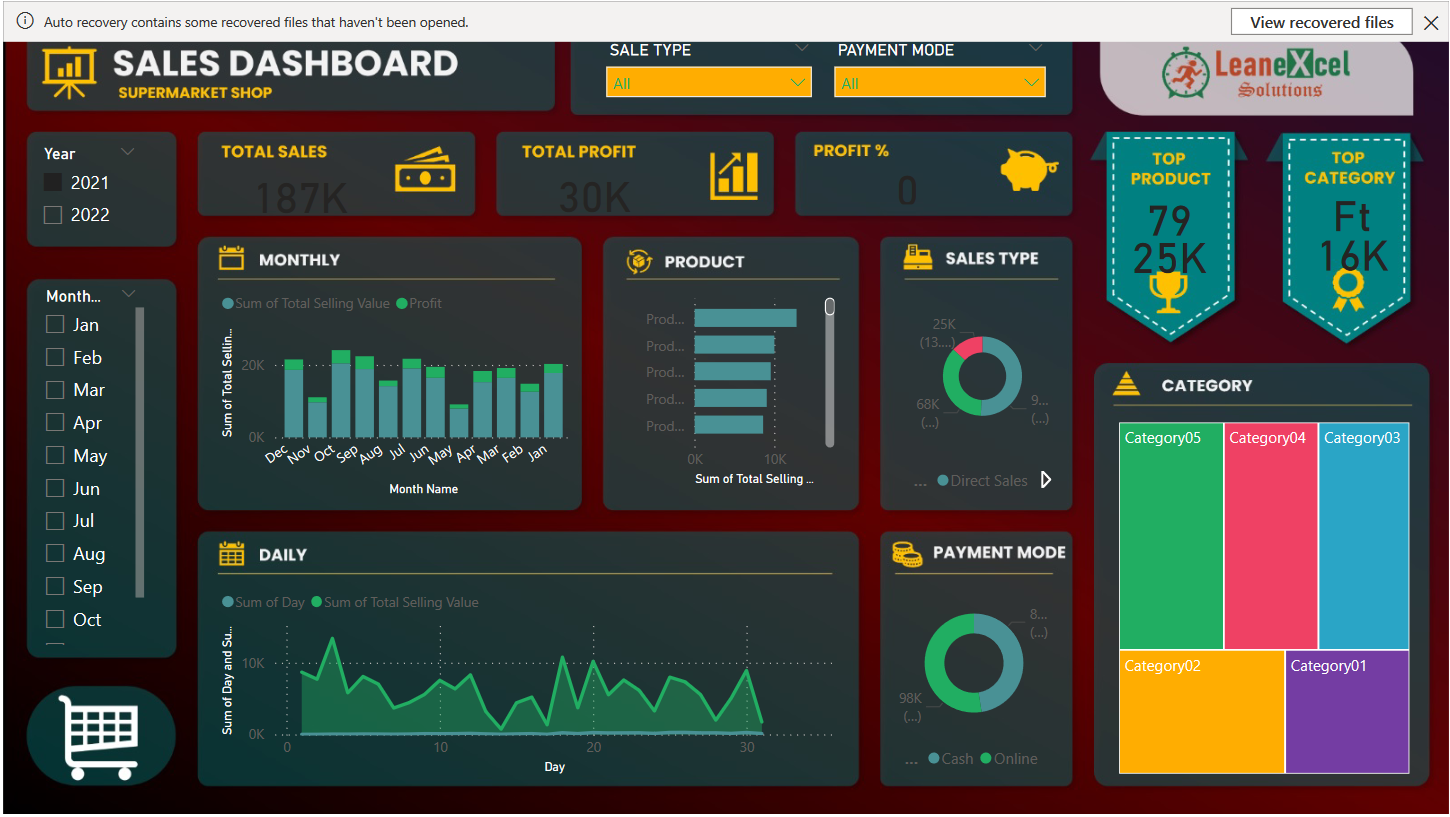 Auto recovery contains some recovered files that haven't been opened.
View recovered files
SALES DASHBOARD
SUPERMARKET SHOP
SALE TYPE
All
PAYMENT MODE
All
LeaneXcel
Solutions
Year
2021
2022
TOTAL SALES
187K
TOTAL PROFIT
30K
PROFIT %
0
TOP
PRODUCT
79
25K
TOP
CATEGORY
Ft
16K
Month...
Jan
Feb
Mar
Apr
May
Jun
Jul
Aug
Sep
Oct
MONTHLY
Sum of Total Selling Value Profit
Sum of Total Sellin...
20K
0K
Dec Nov Oct Sep Aug Jul Jun May Apr Mar Feb Jan
Month Name
PRODUCT
Prod...
Prod...
Prod...
Prod...
Prod...
0K 10K
Sum of Total Selling ...
SALES TYPE
25K
(13....)
9...
(...)
68K
(...)
... Direct Sales
CATEGORY
Category05 Category04 Category03
Category02 Category01
DAILY
Sum of Day Sum of Total Selling Value
Sum of Day and Su...
10K
0K
0 10 20 30
Day
PAYMENT MODE
8...
(...)
98K
(...)
... Cash Online